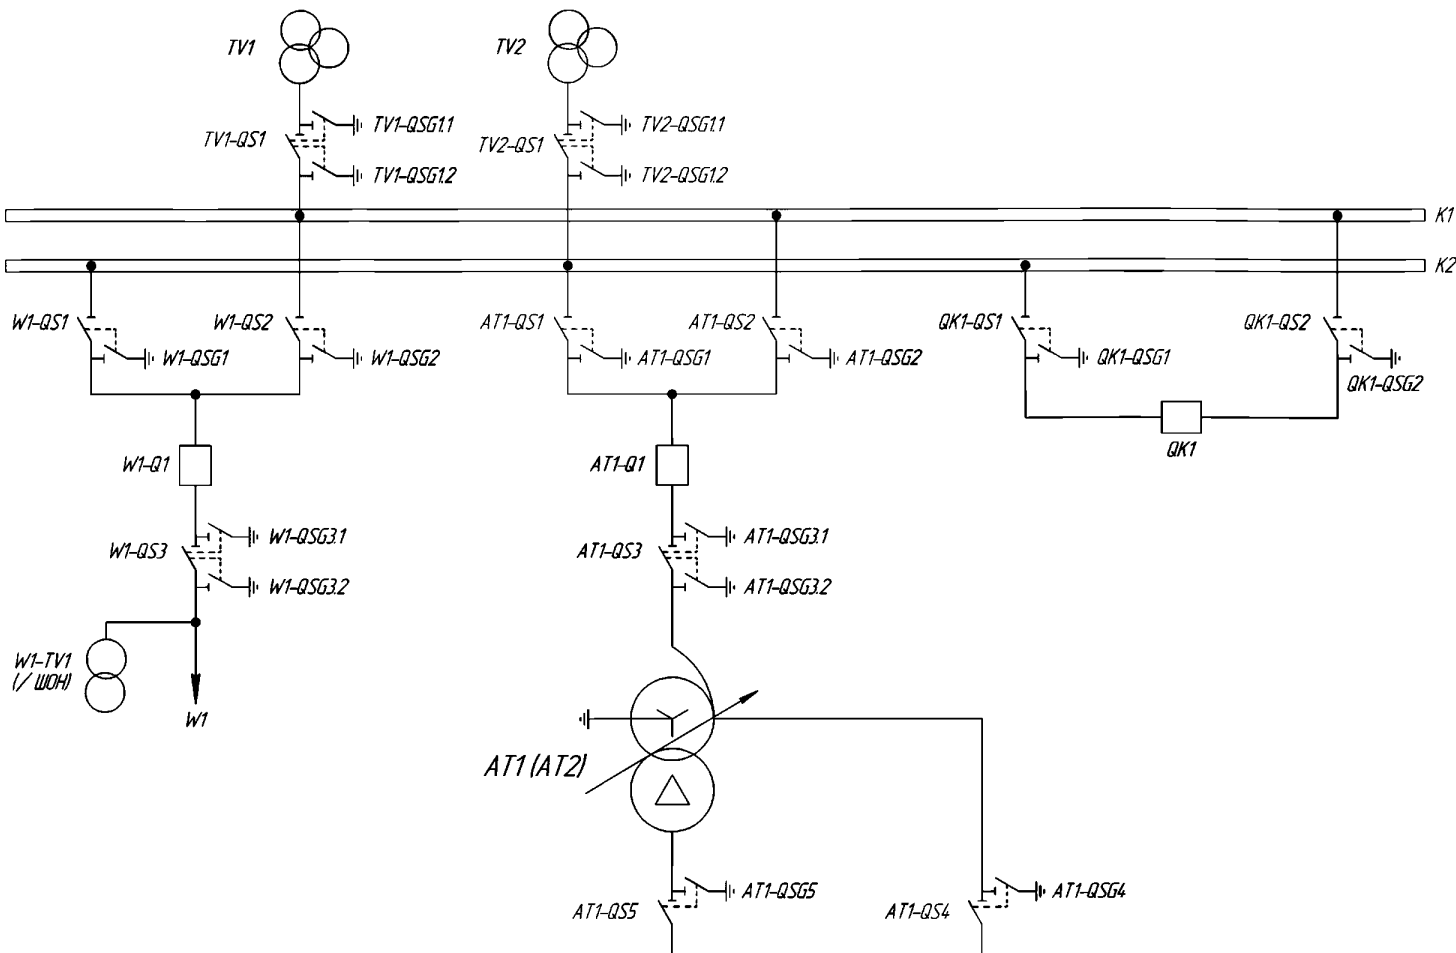 TV1
TV2
TV1-QSG1.1
TV2-QSG1.1
TV1-QS1
TV2-QS1
TV1-QSG1.2
TV2-QSG1.2
K1
K2
W1-QS1
W1-QS2
AT1-QS1
AT1-QS2
QK1-QS1
QK1-QS2
W1-QSG1
W1-QSG2
AT1-QSG1
AT1-QSG2
QK1-QSG1
QK1-QSG2
QK1
W1-Q1
AT1-Q1
W1-QSG3.1
AT1-QSG3.1
W1-QS3
AT1-QS3
W1-QSG3.2
AT1-QSG3.2
W1-TV1
(/ ШОН)
W1
AT1 (AT2)
AT1-QSG5
AT1-QSG4
AT1-QS5
AT1-QS4